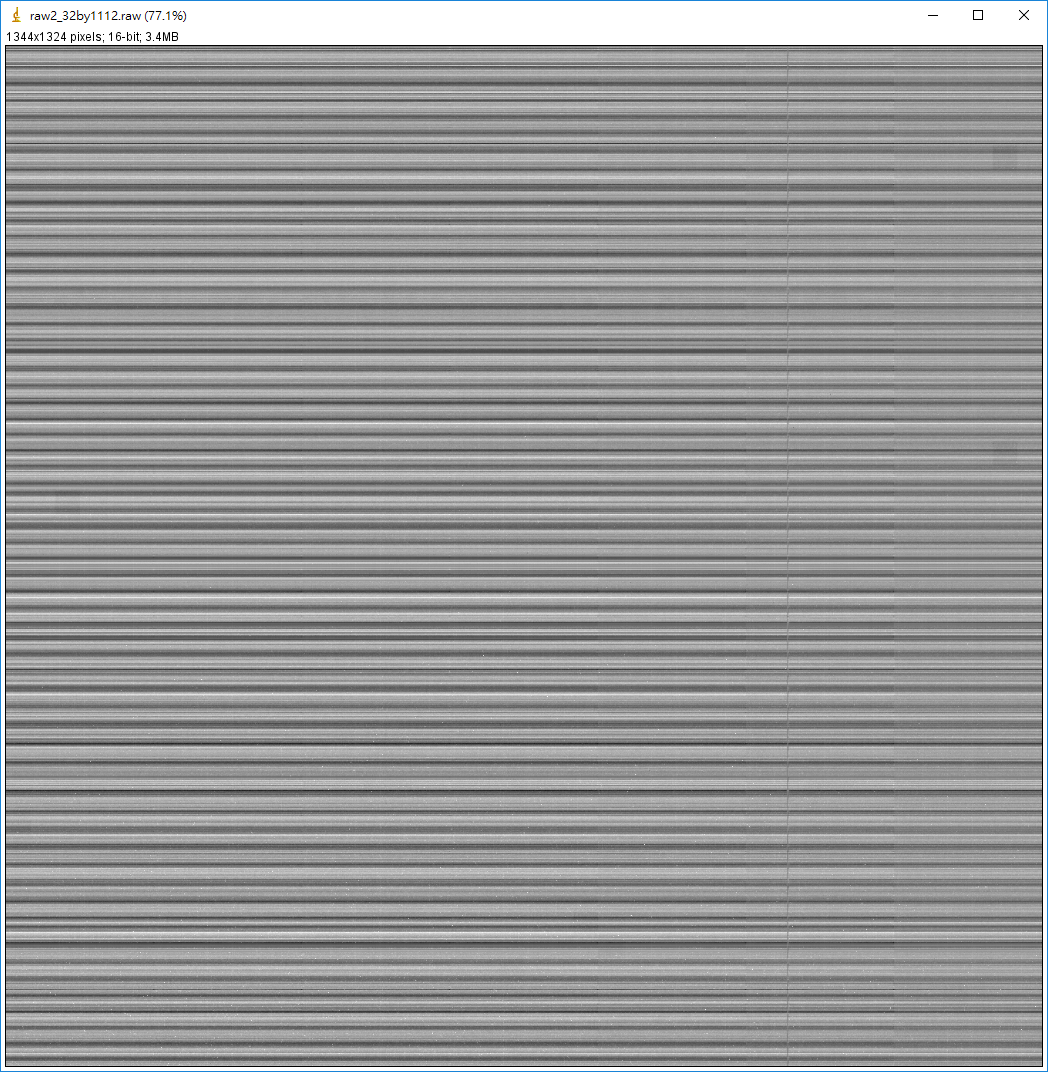 raw2_32by1112.raw (77.1%)
1344x1324 pixels; 16-bit; 3.4MB